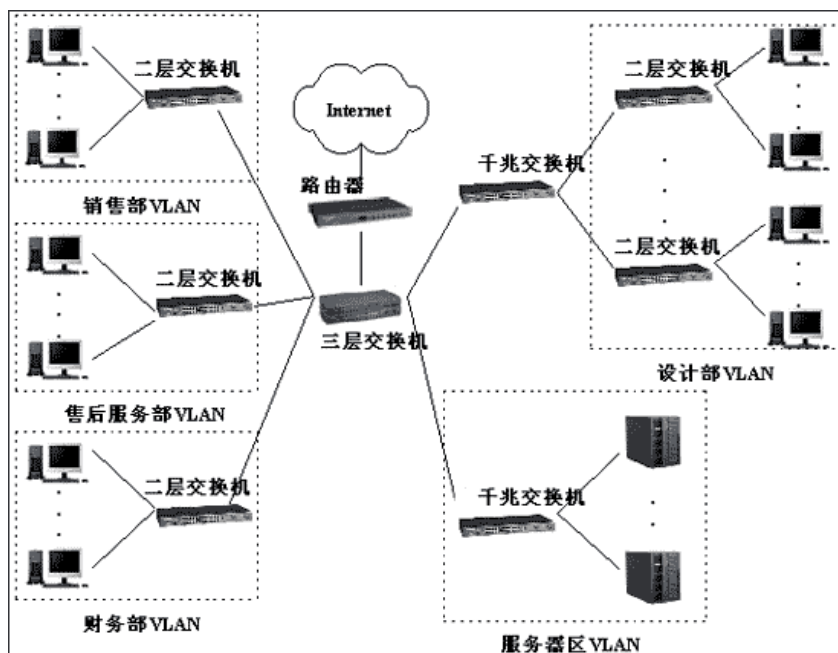 二层交换机
销售部VLAN
Internet
路由器
三层交换机
二层交换机
售后服务部VLAN
二层交换机
财务部VLAN
千兆交换机
二层交换机
二层交换机
设计部VLAN
千兆交换机
服务器区VLAN